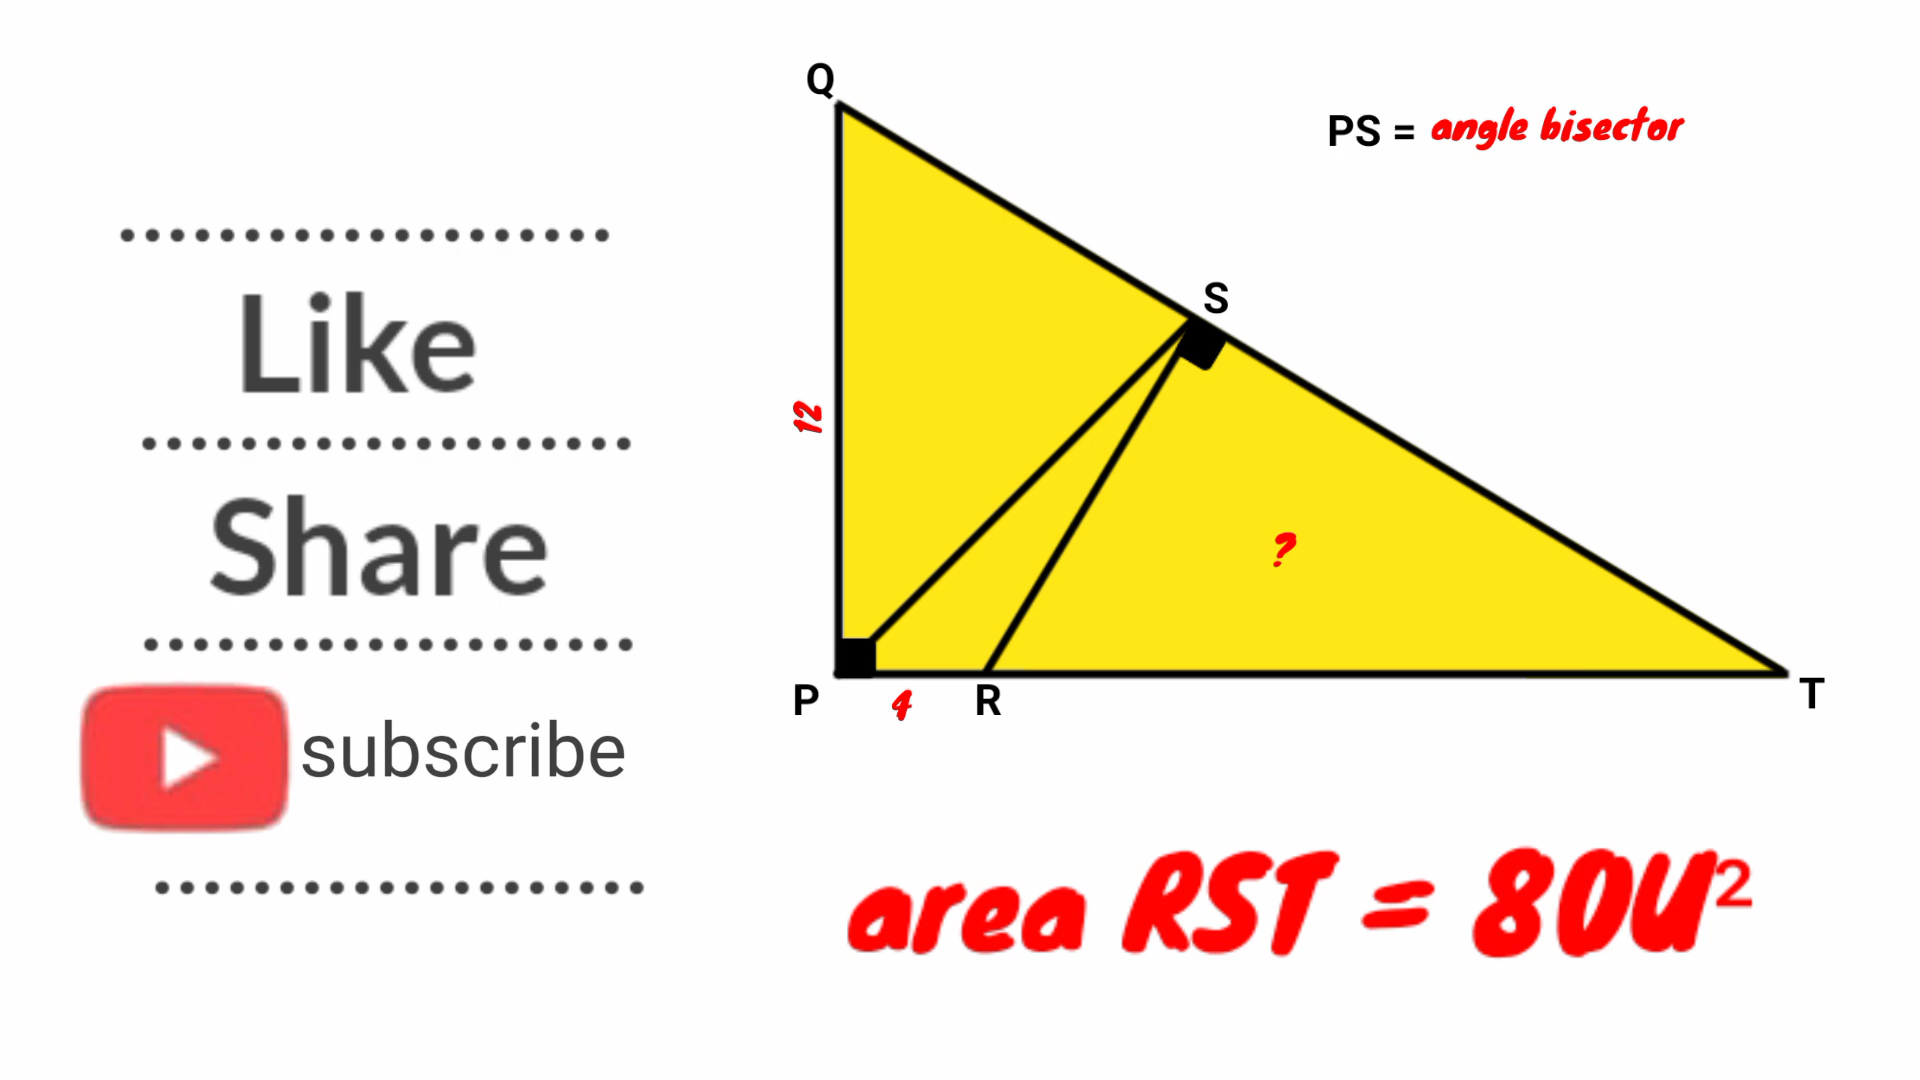 Like
Share
subscribe
Q
PS = angle bisector
S
12
?
P
4
R
T
area RST = 80U²